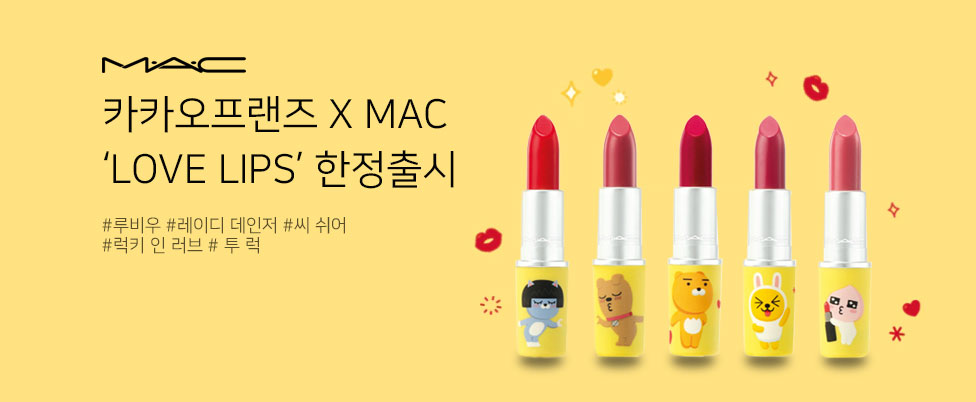 MAC
카카오프랜즈 X MAC
‘LOVE LIPS’ 한정출시
#루비우 #레이디 데인저 #씨 쉬어
#럭키 인 러브 # 투 럭